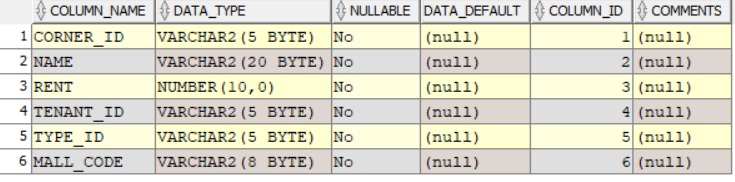 COLUMN_NAME DATA_TYPE NULLABLE DATA_DEFAULT COLUMN_ID COMMENTS
1 CORNER_ID VARCHAR2(5 BYTE) No (null) 1 (null)
2 NAME VARCHAR2(20 BYTE) No (null) 2 (null)
3 RENT NUMBER(10,0) No (null) 3 (null)
4 TENANT_ID VARCHAR2(5 BYTE) No (null) 4 (null)
5 TYPE_ID VARCHAR2(5 BYTE) No (null) 5 (null)
6 MALL_CODE VARCHAR2(8 BYTE) No (null) 6 (null)